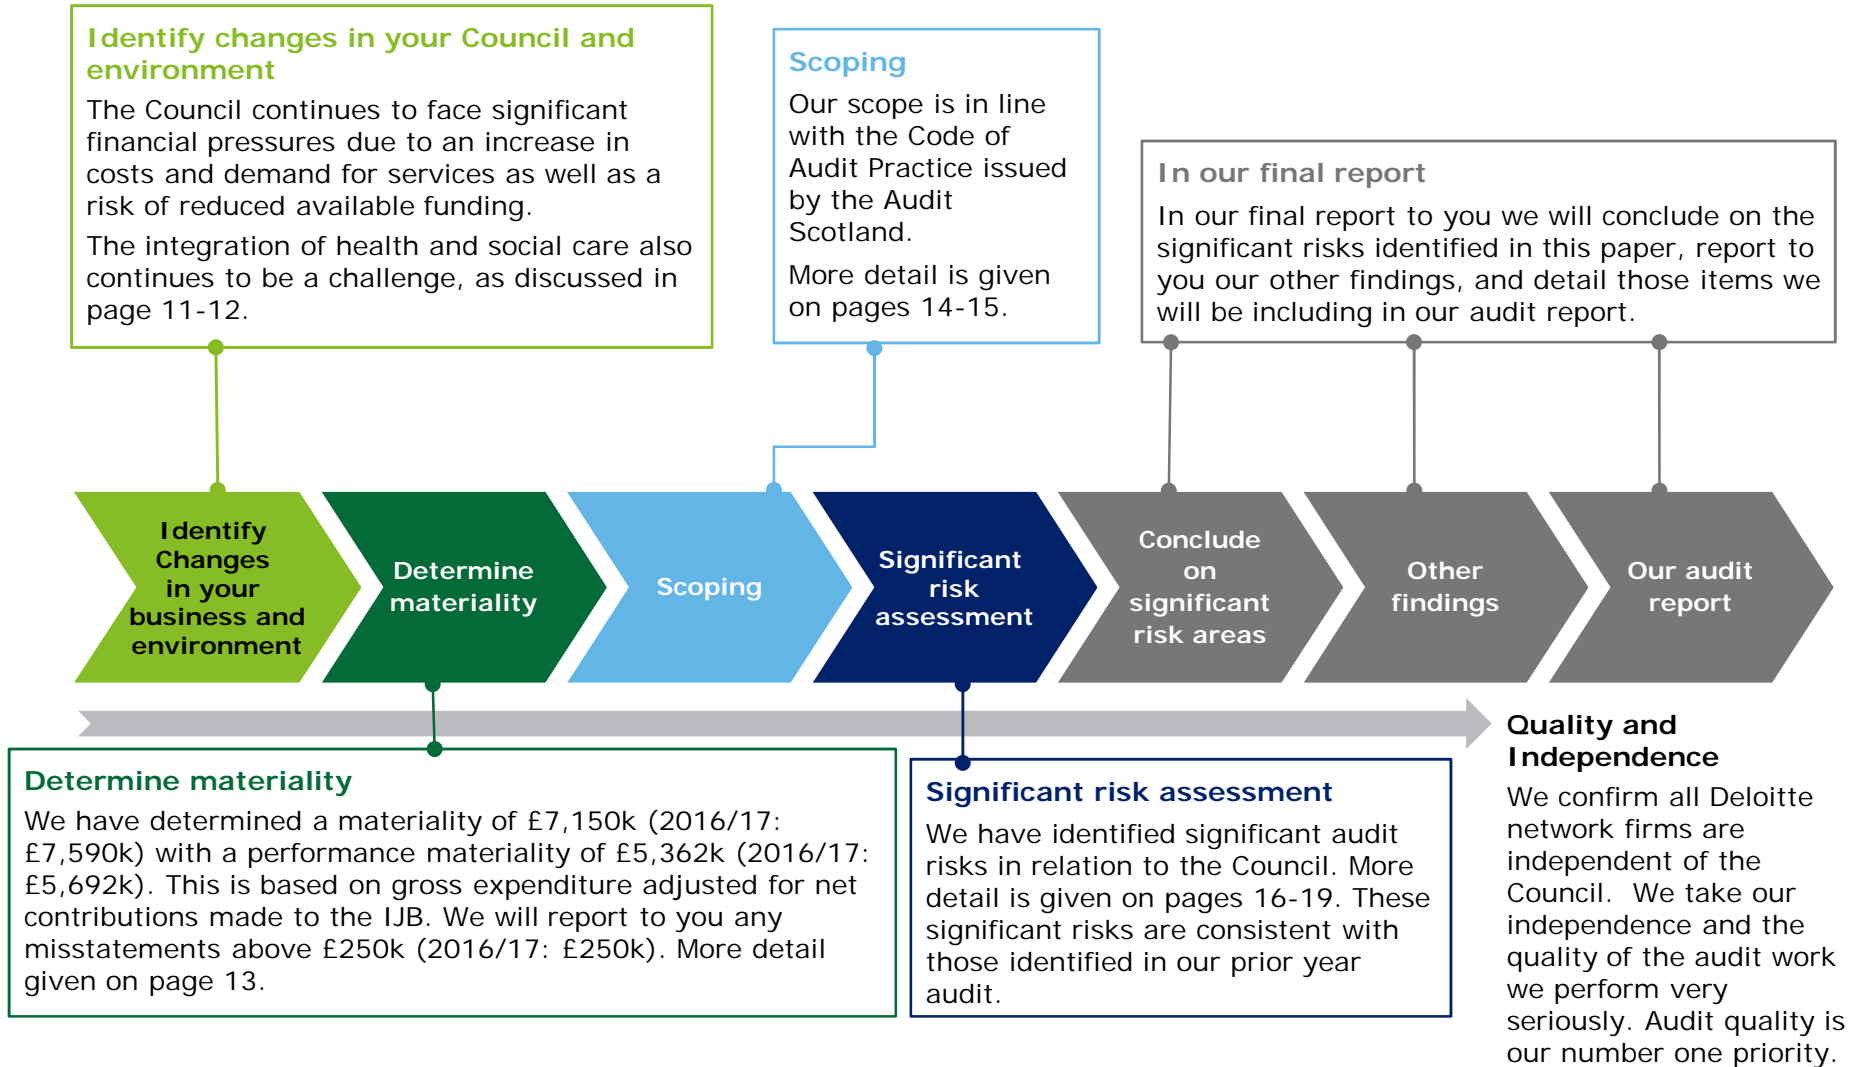 Identify changes in your Council and
environment
The Council continues to face significant
financial pressures due to an increase in
costs and demand for services as well as a
risk of reduced available funding.
The integration of health and social care also
continues to be a challenge, as discussed in
page 11-12.
Scoping
Our scope is in line
with the Code of
Audit Practice issued
by the Audit
Scotland.
More detail is given
on pages 14-15.
In our final report
In our final report to you we will conclude on the
significant risks identified in this paper, report to
you our other findings, and detail those items we
will be including in our audit report.
Identify
Changes
in your
business and
environment
Determine
materiality
Scoping
Significant
risk
assessment
Conclude
on
significant
risk areas
Other
findings
Our audit
report
Determine materiality
We have determined a materiality of £7,150k (2016/17:
£7,590k) with a performance materiality of £5,362k (2016/17:
£5,692k). This is based on gross expenditure adjusted for net
contributions made to the IJB. We will report to you any
misstatements above £250k (2016/17: £250k). More detail
given on page 13.
Significant risk assessment
We have identified significant audit
risks in relation to the Council. More
detail is given on pages 16-19. These
significant risks are consistent with
those identified in our prior year
audit.
Quality and
Independence
We confirm all Deloitte
network firms are
independent of the
Council. We take our
independence and the
quality of the audit work
we perform very
seriously. Audit quality is
our number one priority.